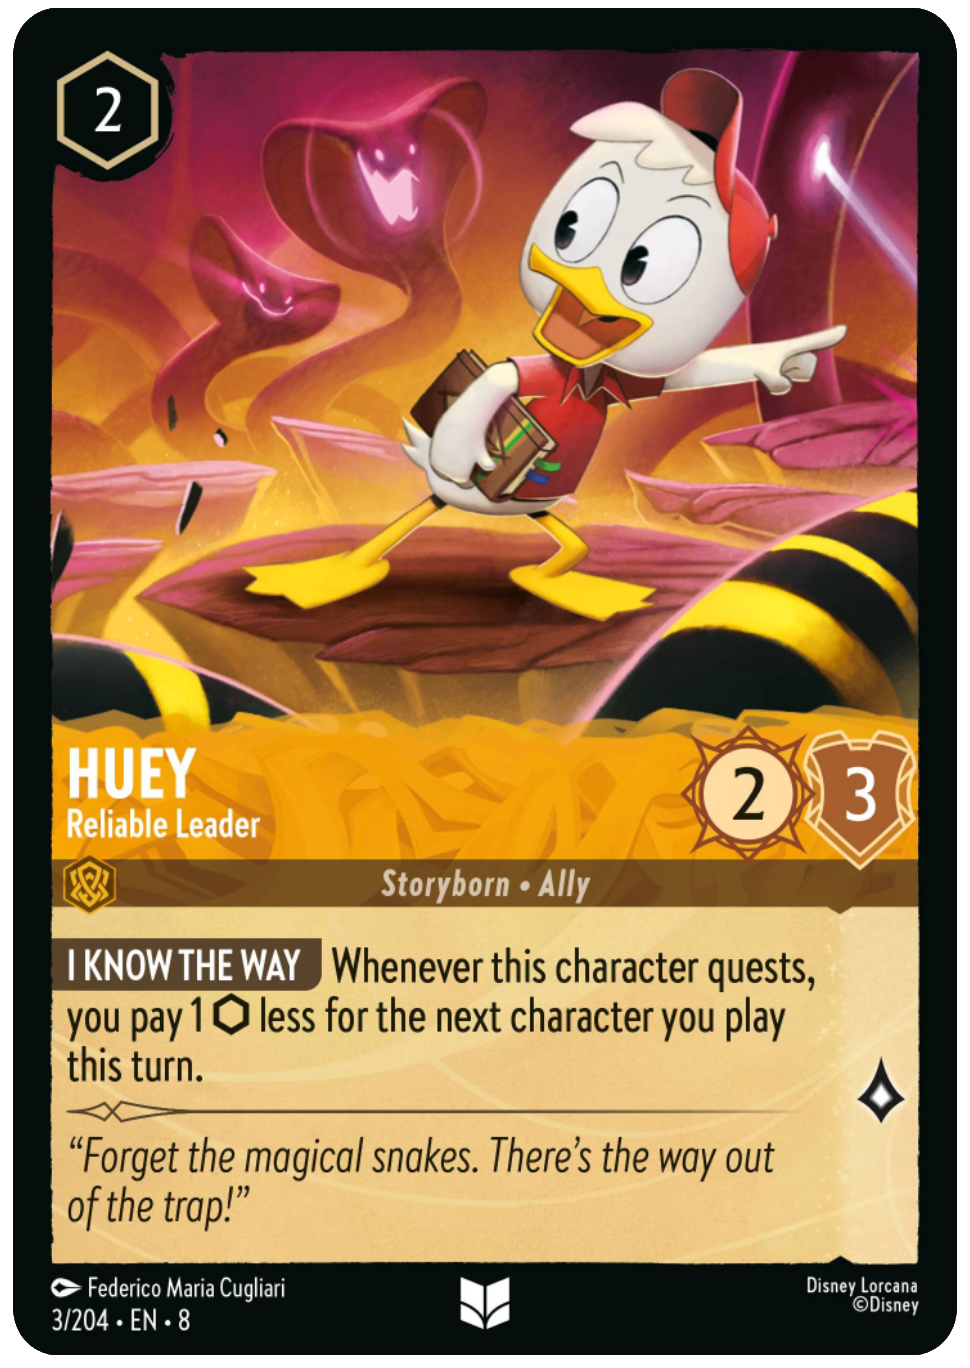 2
HUEY
Reliable Leader
2
3
Storyborn • Ally
I KNOW THE WAY Whenever this character quests,
you pay 1 ⬡ less for the next character you play
this turn.
“Forget the magical snakes. There’s the way out
of the trap!”
Federico Maria Cugliari
3/204 • EN • 8
Disney Lorcana
©Disney